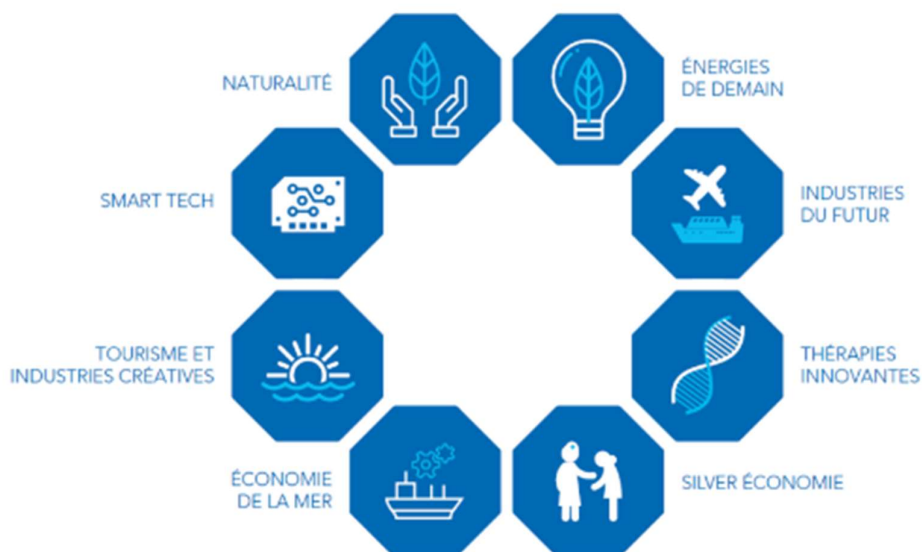 NATURALITÉ
ÉNERGIES
DE DEMAIN
SMART TECH
INDUSTRIES
DU FUTUR
TOURISME ET
INDUSTRIES CRÉATIVES
THÉRAPIES
INNOVANTES
ÉCONOMIE
DE LA MER
SILVER ÉCONOMIE